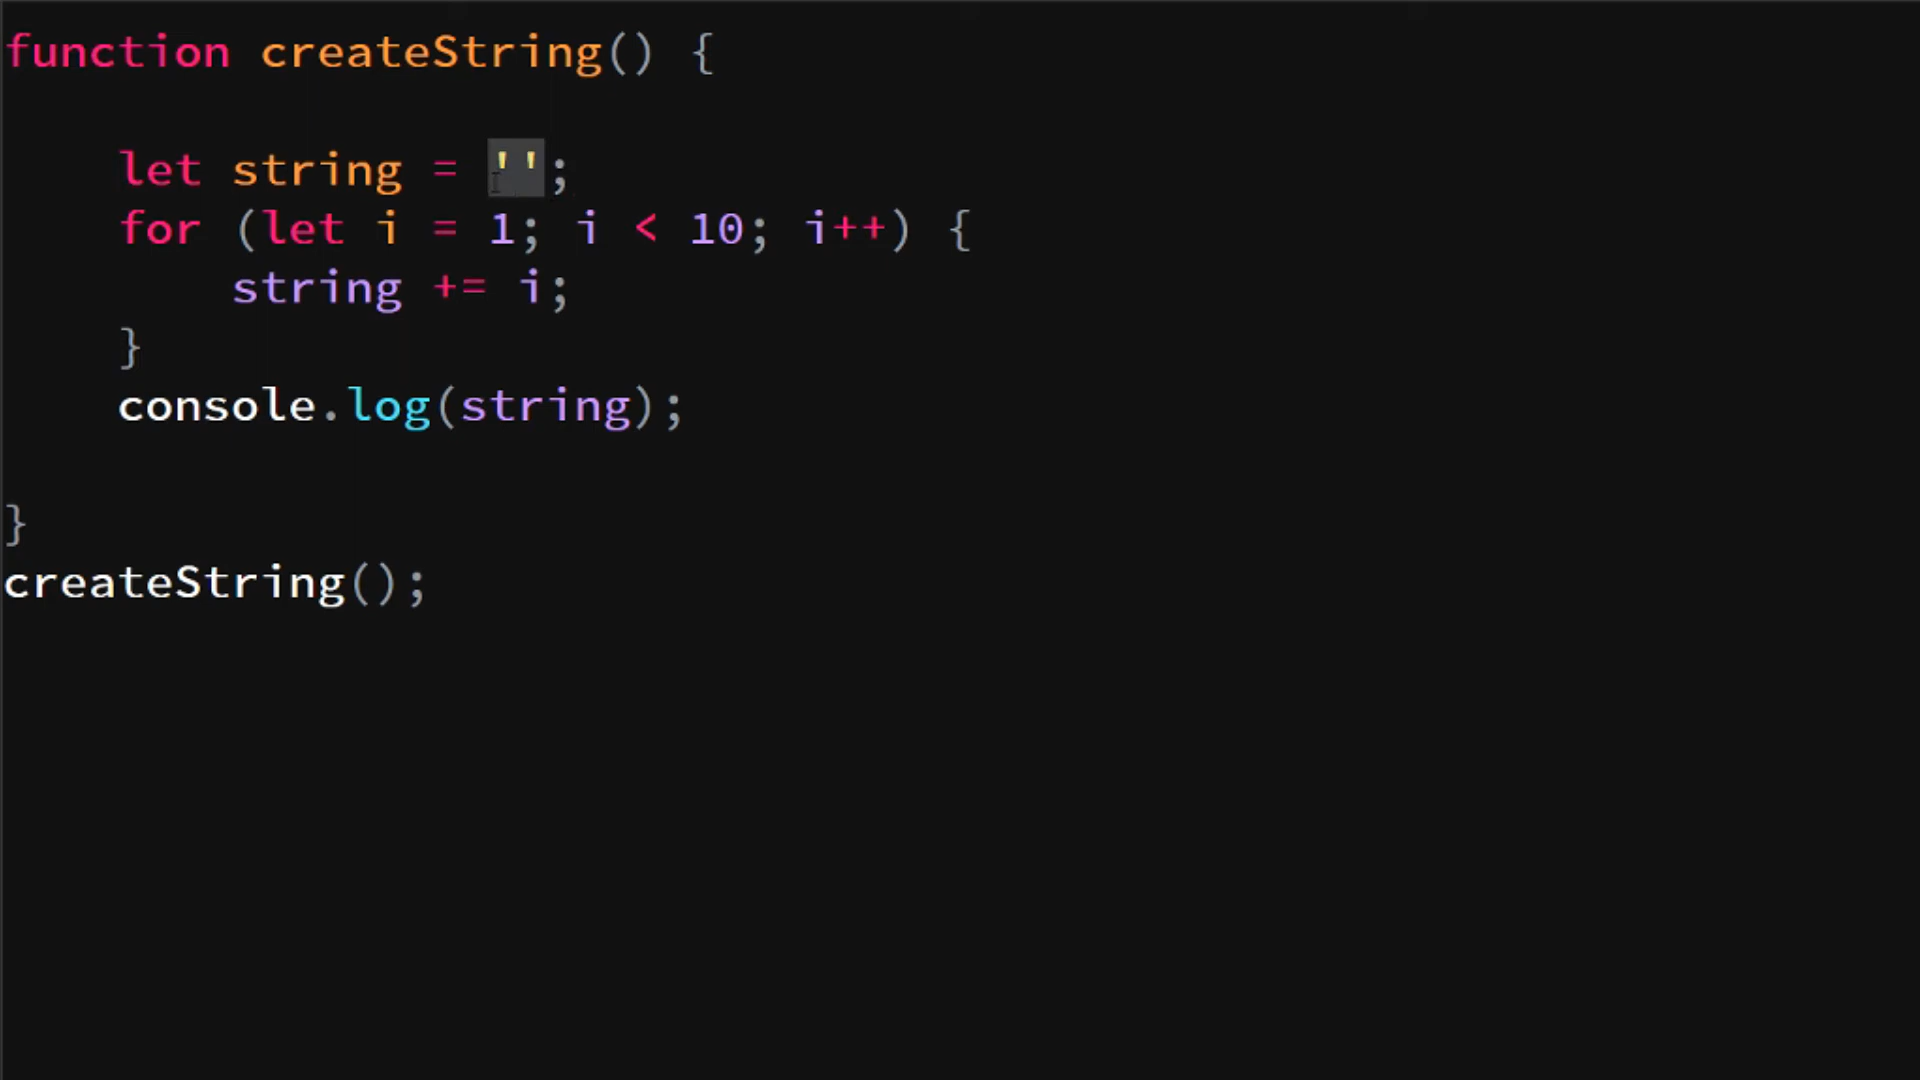 function createString() {
    let string = '';
    for (let i = 1; i < 10; i++) {
        string += i;
    }
    console.log(string);
}
createString();